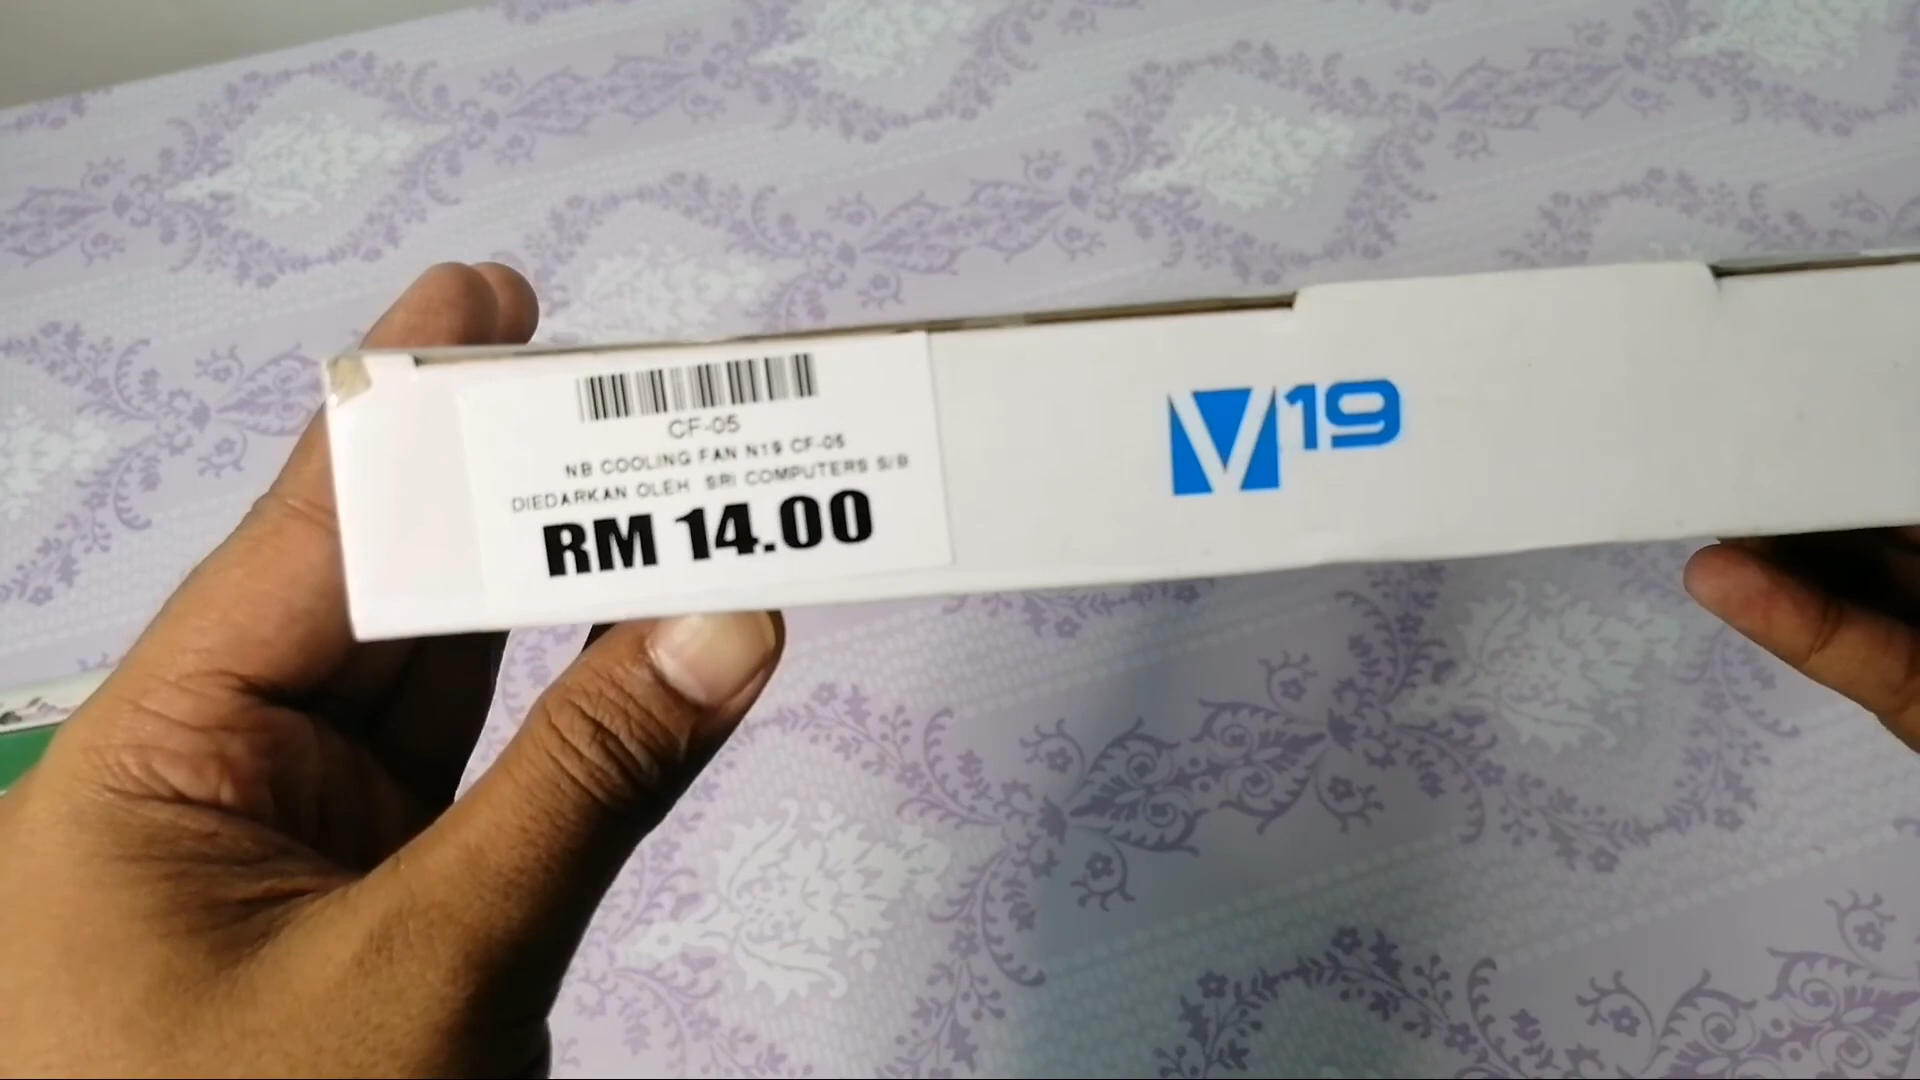 CF-05
NB COOLING FAN N19 CF-05
DIEDARKAN OLEH SRI COMPUTERS S/B
RM 14.00
V19